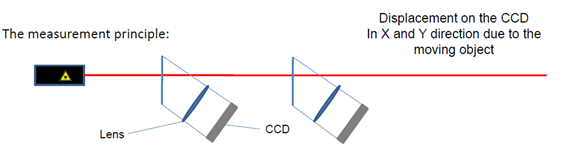 Displacement on the CCD
In X and Y direction due to the
moving object
The measurement principle:
Lens
CCD